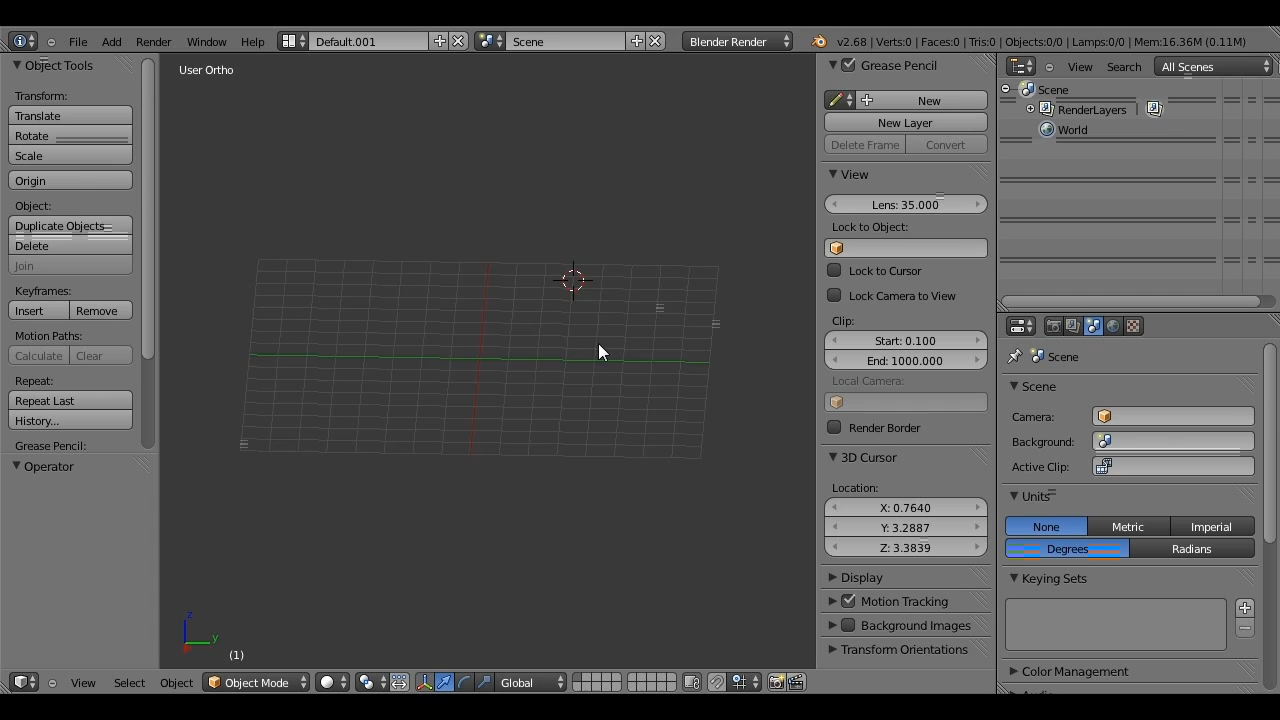 File Add Render Window Help Default.001 Scene Blender Render v2.68 | Verts:0 | Faces:0 | Tris:0 | Objects:0/0 | Lamps:0/0 | Mem:16.36M (0.11M)
Object Tools
Transform:
Translate
Rotate
Scale
Origin
Object:
Duplicate Objects
Delete
Join
Keyframes:
Insert Remove
Motion Paths:
Calculate Clear
Repeat:
Repeat Last
History...
Grease Pencil:
Operator
User Ortho
z
y
(1)
View Select Object Object Mode Global
Grease Pencil
New
New Layer
Delete Frame Convert
View
Lens: 35.000
Lock to Object:
Lock to Cursor
Lock Camera to View
Clip:
Start: 0.100
End: 1000.000
Local Camera:
Render Border
3D Cursor
Location:
X: 0.7640
Y: 3.2887
Z: 3.3839
Display
Motion Tracking
Background Images
Transform Orientations
View Search All Scenes
Scene
RenderLayers |
World
Scene
Scene
Camera:
Background:
Active Clip:
Units
None Metric Imperial
Degrees Radians
Keying Sets
Color Management